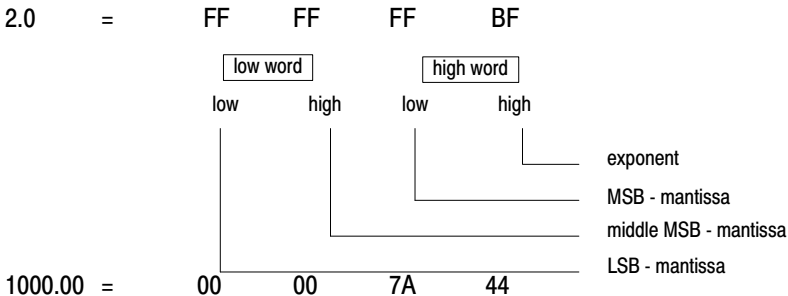 2.0 = FF FF FF BF
low word high word
low high low high
exponent
MSB - mantissa
middle MSB - mantissa
LSB - mantissa
1000.00 = 00 00 7A 44